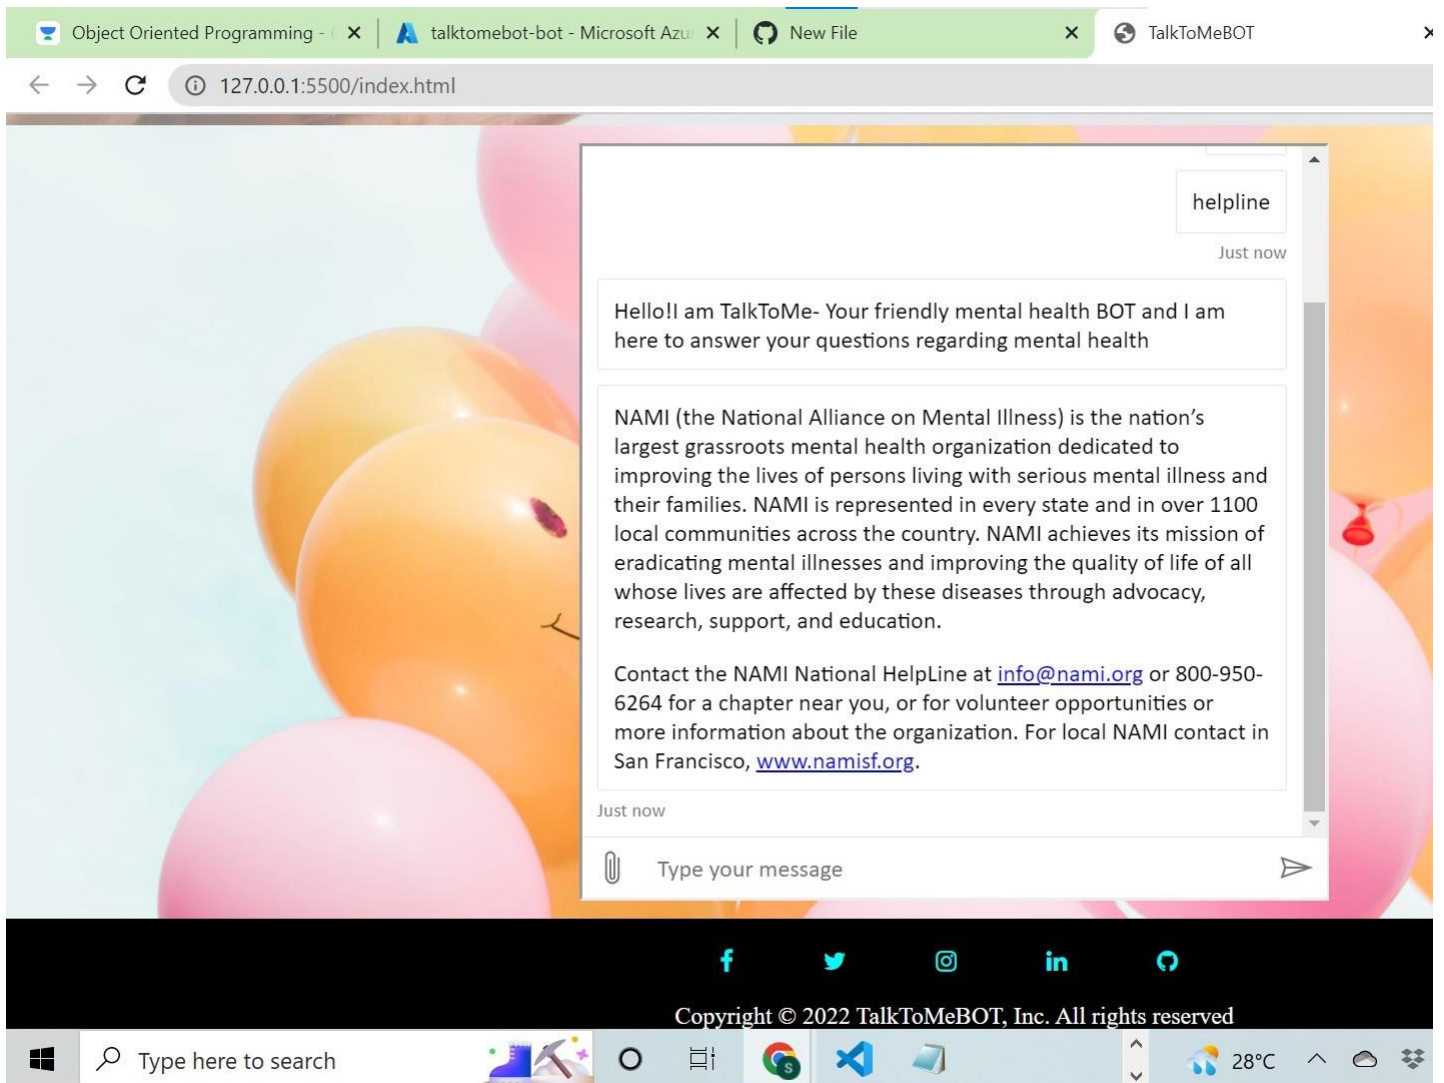 Object Oriented Programming -
talktomebot-bot - Microsoft Azu
New File
TalkToMeBOT
127.0.0.1:5500/index.html
helpline
Just now
Hello!I am TalkToMe- Your friendly mental health BOT and I am
here to answer your questions regarding mental health
NAMI (the National Alliance on Mental Illness) is the nation’s
largest grassroots mental health organization dedicated to
improving the lives of persons living with serious mental illness and
their families. NAMI is represented in every state and in over 1100
local communities across the country. NAMI achieves its mission of
eradicating mental illnesses and improving the quality of life of all
whose lives are affected by these diseases through advocacy,
research, support, and education.
Contact the NAMI National HelpLine at info@nami.org or 800-950-
6264 for a chapter near you, or for volunteer opportunities or
more information about the organization. For local NAMI contact in
San Francisco, www.namisf.org.
Just now
Type your message
Copyright © 2022 TalkToMeBOT, Inc. All rights reserved
Type here to search
28°C